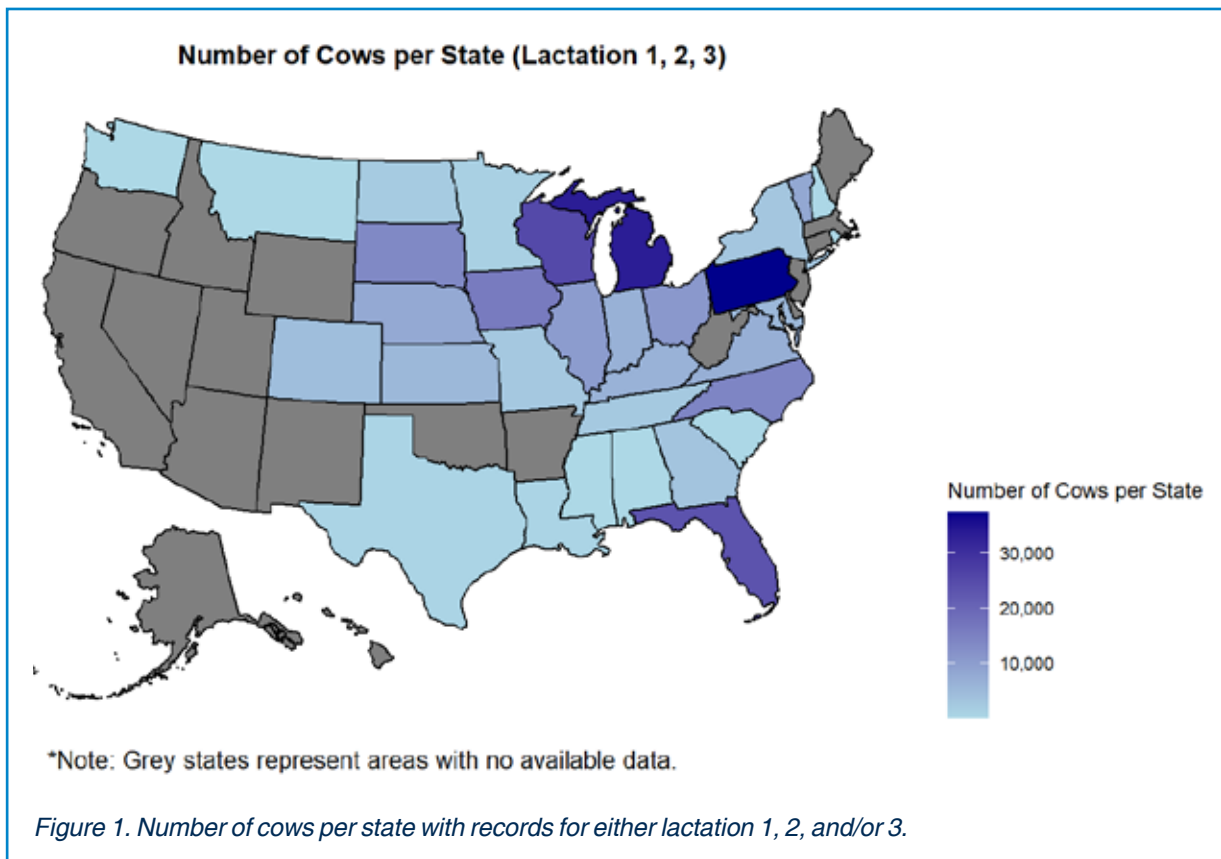 Number of Cows per State (Lactation 1, 2, 3)
Number of Cows per State
30,000
20,000
10,000
*Note: Grey states represent areas with no available data.
Figure 1. Number of cows per state with records for either lactation 1, 2, and/or 3.